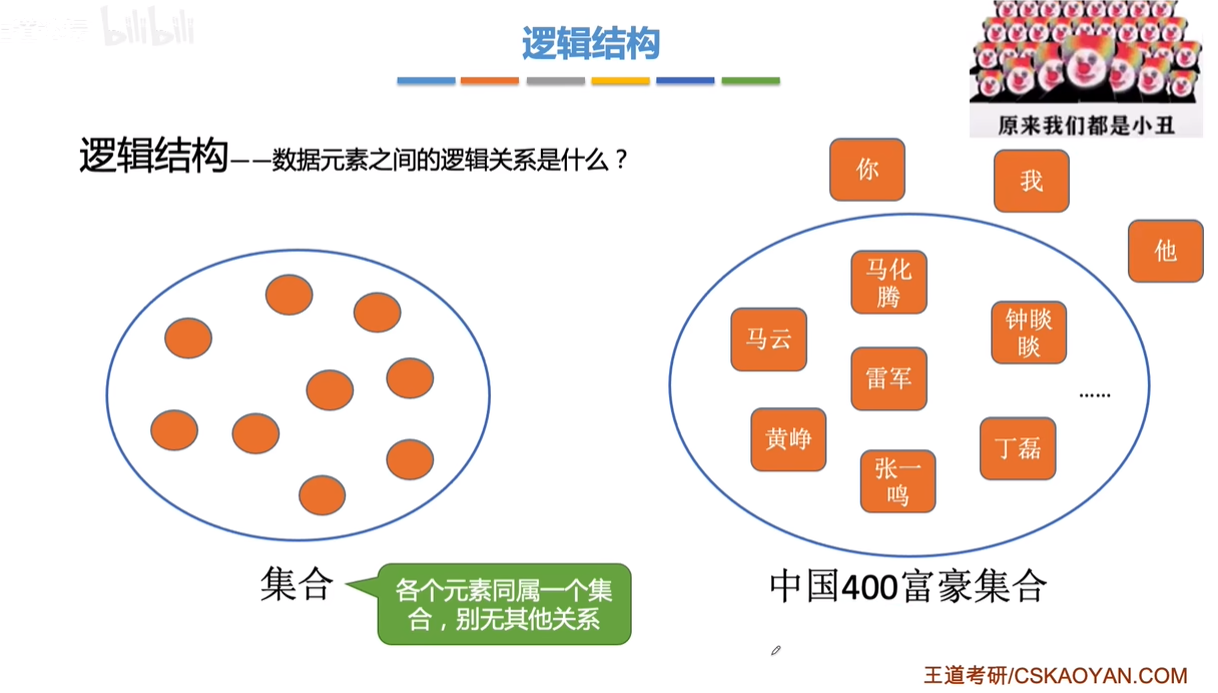 bilibili
逻辑结构
原来我们都是小丑
逻辑结构——数据元素之间的逻辑关系是什么？
你
我
他
马化
腾
马云
钟睒
睒
雷军
……
黄峥
丁磊
张一
鸣
集合
各个元素同属一个集
合，别无其他关系
中国400富豪集合
王道考研/CSKAOYAN.COM